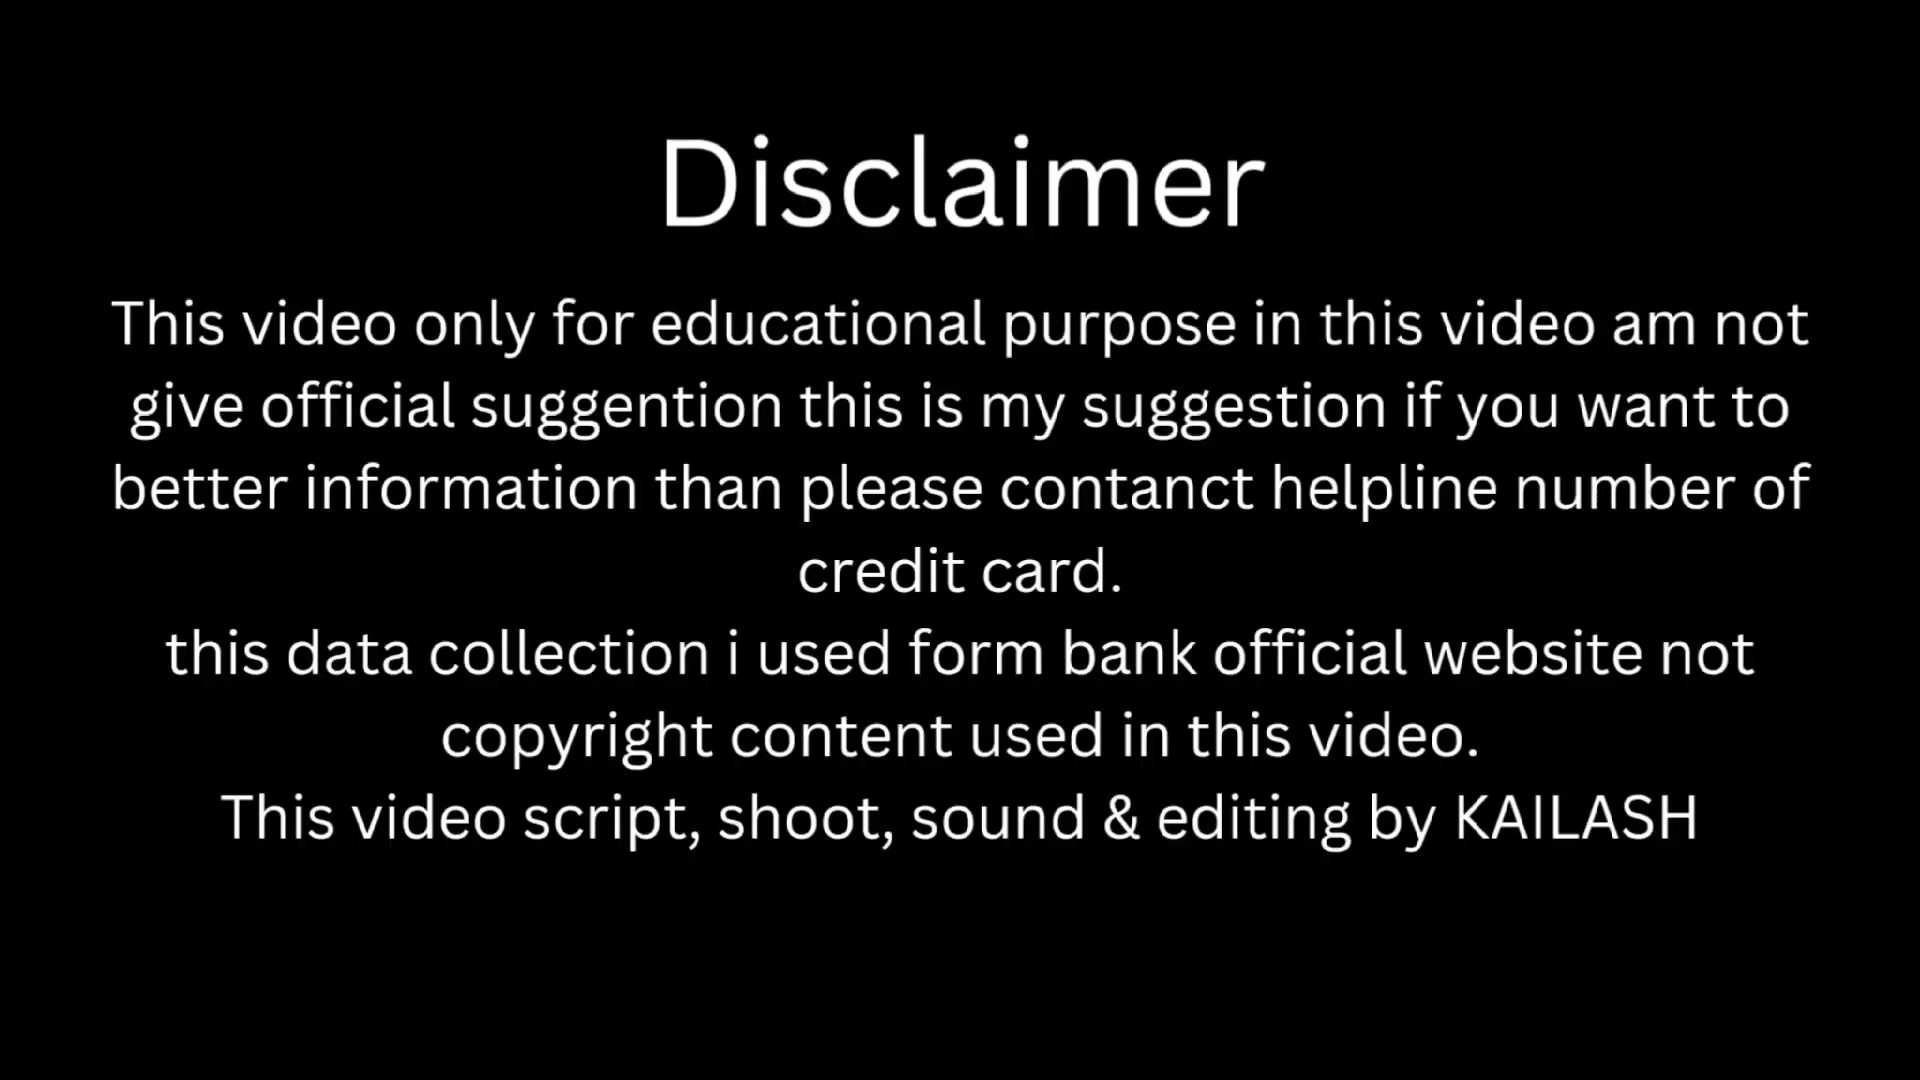 Disclaimer
This video only for educational purpose in this video am not
give official suggention this is my suggestion if you want to
better information than please contanct helpline number of
credit card.
this data collection i used form bank official website not
copyright content used in this video.
This video script, shoot, sound & editing by KAILASH